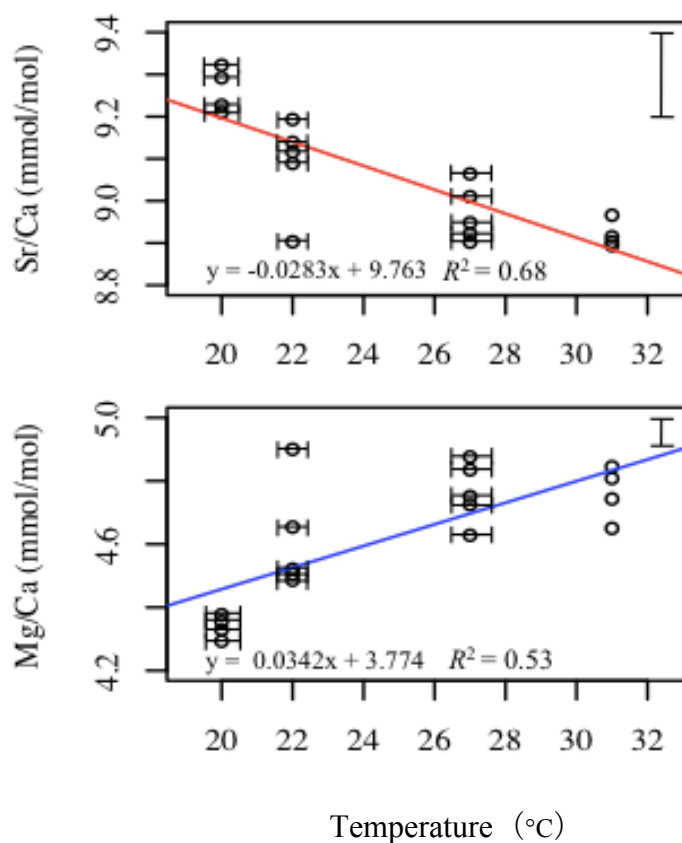 Sr/Ca (mmol/mol)
9.4
9.2
9.0
8.8
y = -0.0283x + 9.763 R² = 0.68
20 22 24 26 28 30 32
Mg/Ca (mmol/mol)
5.0
4.6
4.2
y = 0.0342x + 3.774 R² = 0.53
20 22 24 26 28 30 32
Temperature （°C）